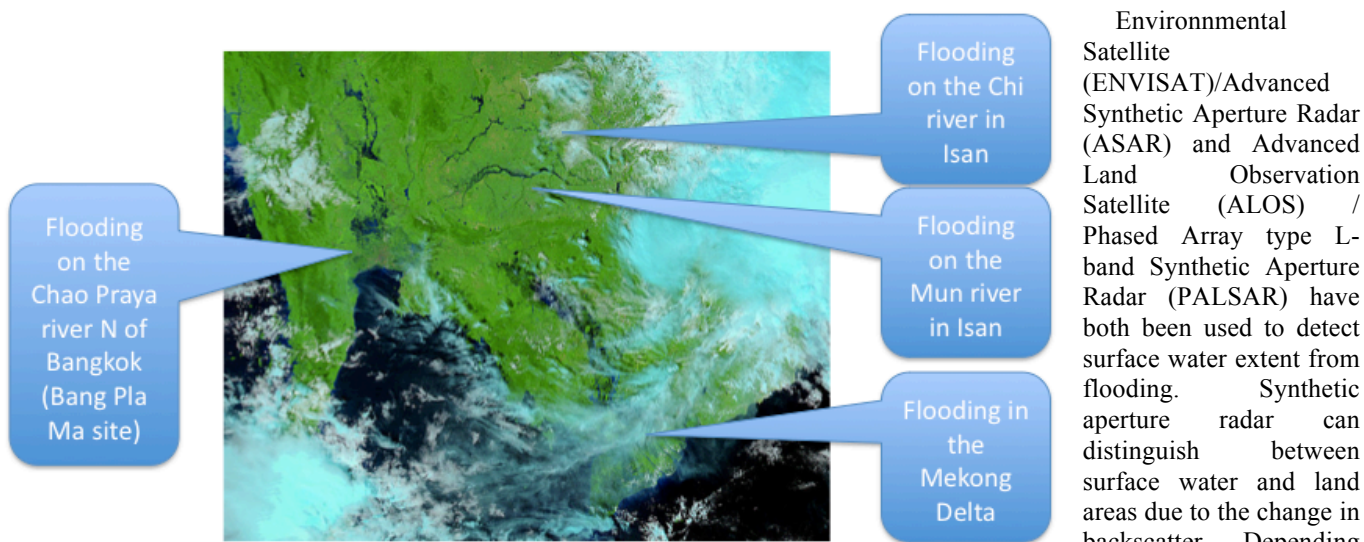 Flooding
on the
Chao Praya
river N of
Bangkok
(Bang Pla
Ma site)
Flooding
on the Chi
river in
Isan
Flooding
on the
Mun river
in Isan
Flooding in
the
Mekong
Delta
Environnmental
Satellite
(ENVISAT)/Advanced
Synthetic Aperture Radar
(ASAR) and Advanced
Land Observation
Satellite (ALOS) /
Phased Array type L-
band Synthetic Aperture
Radar (PALSAR) have
both been used to detect
surface water extent from
flooding. Synthetic
aperture radar can
distinguish between
surface water and land
areas due to the change in
backscatter. Depending